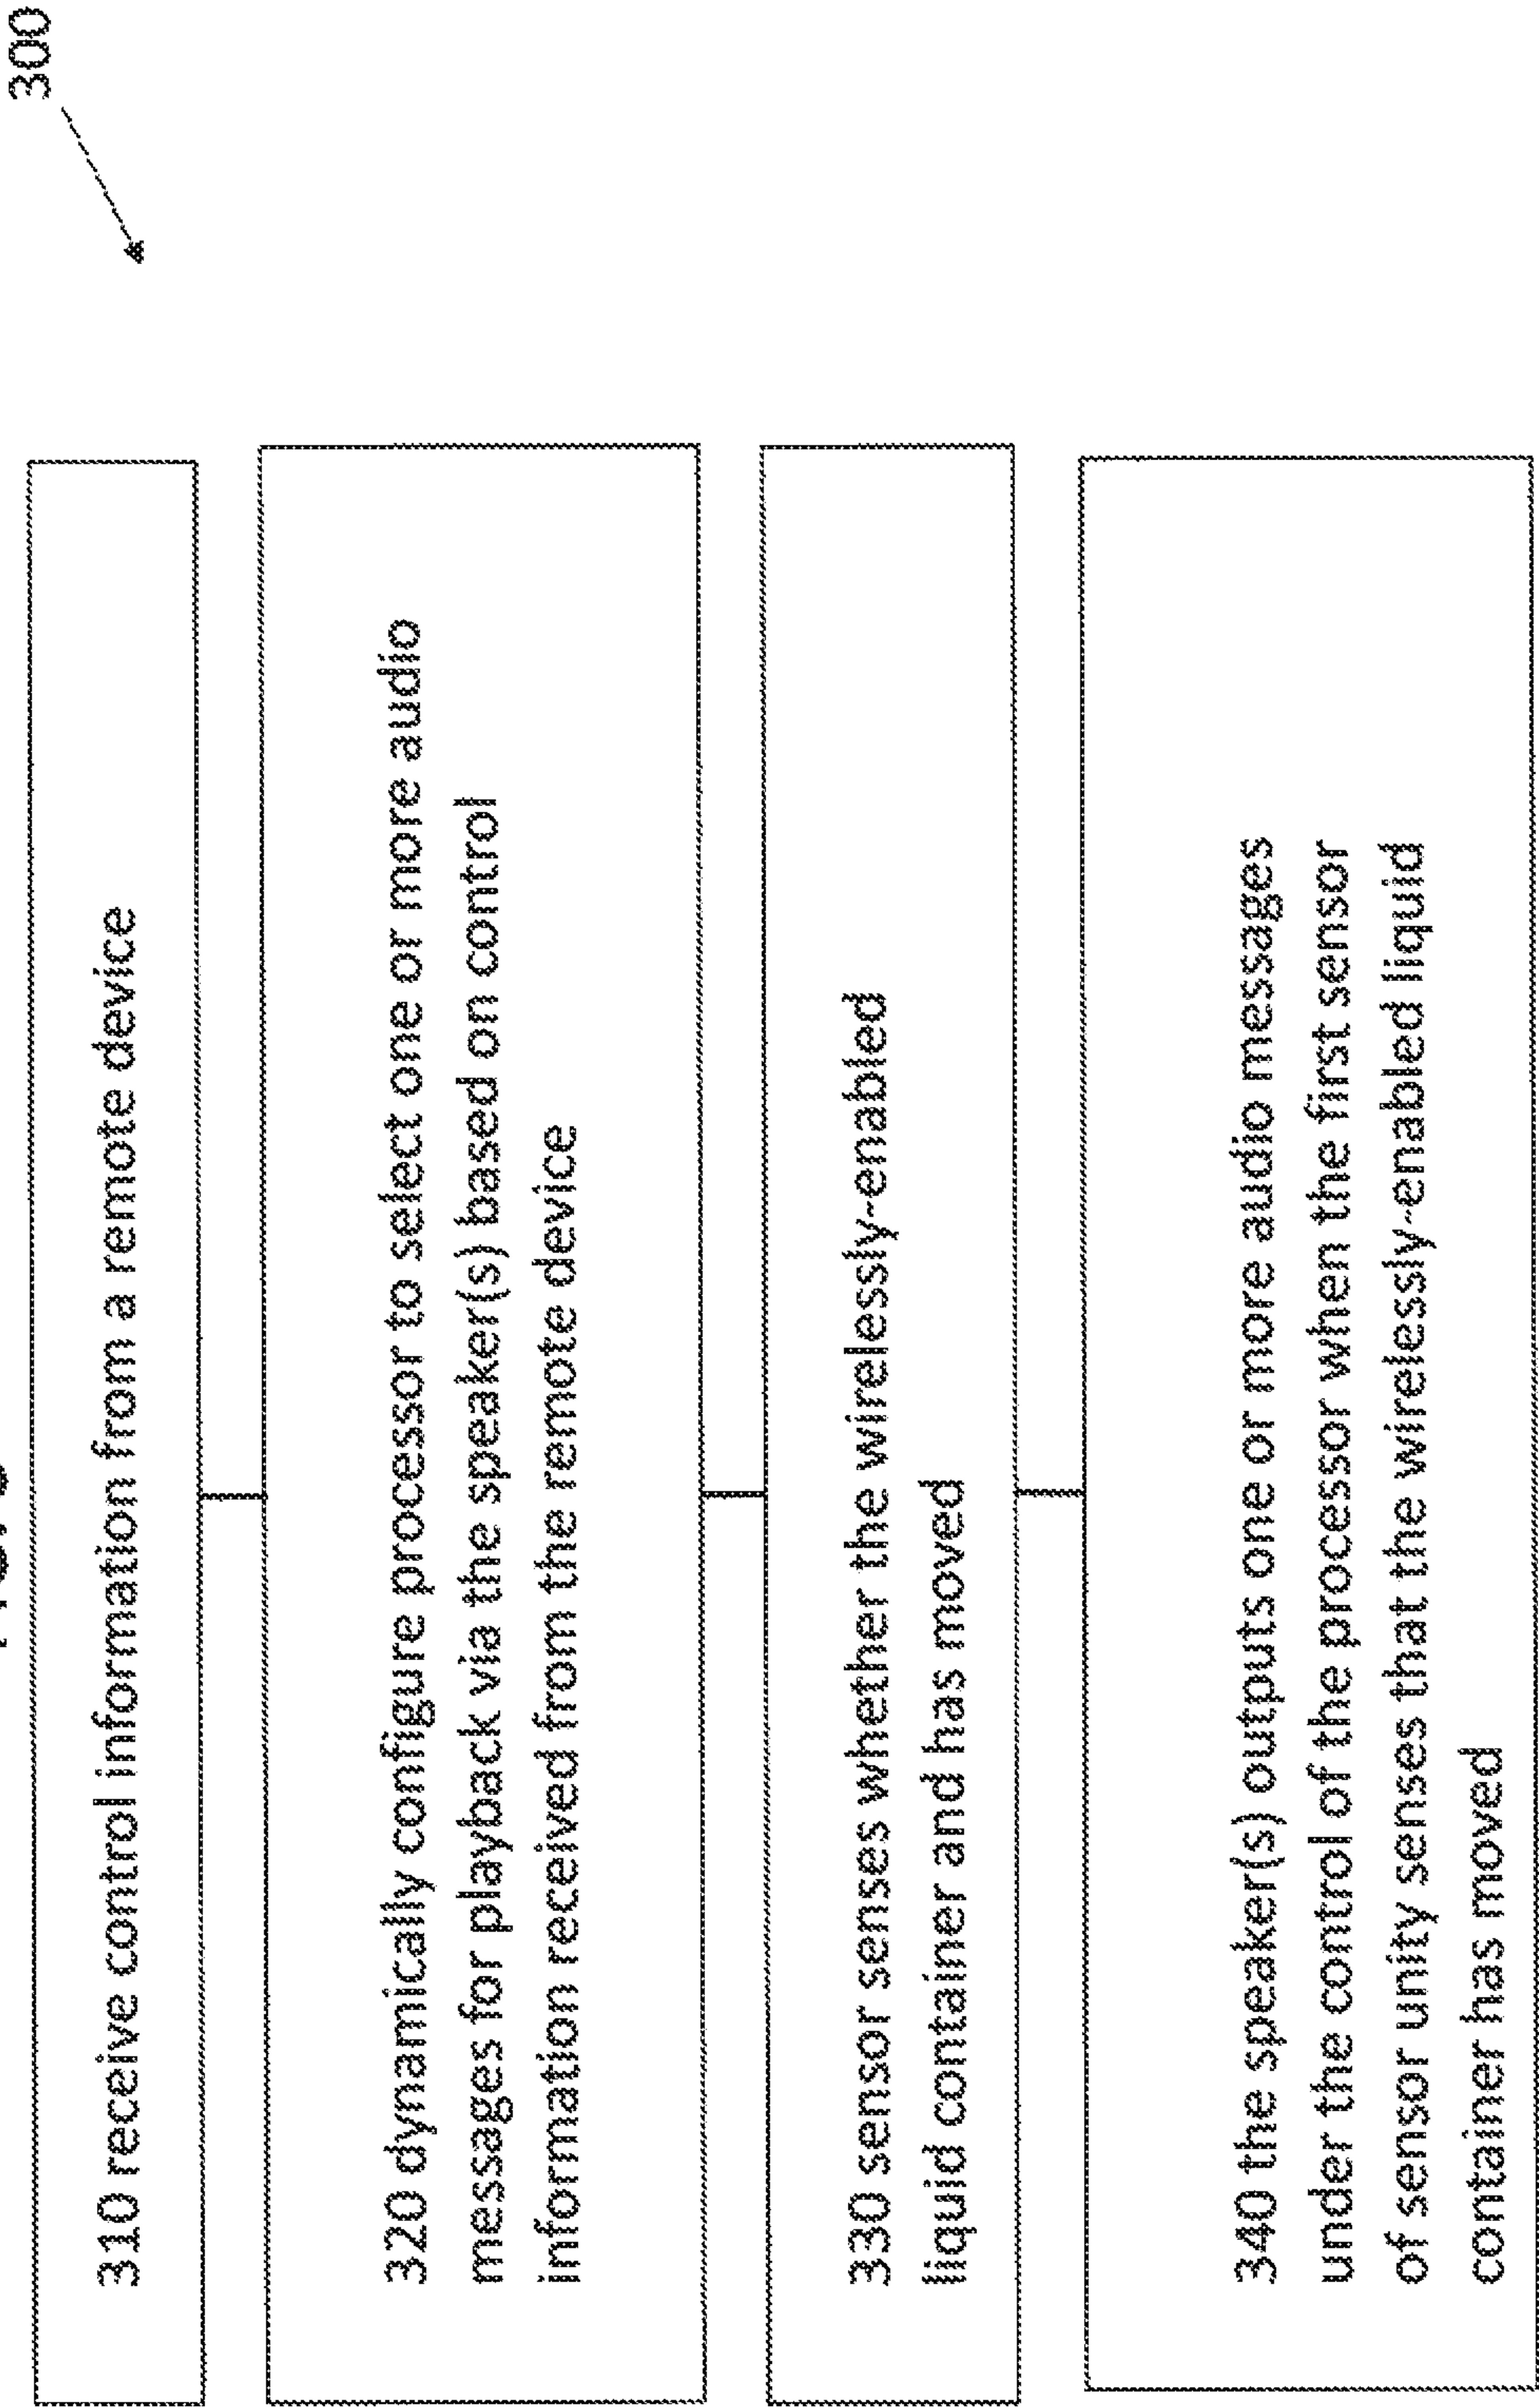 300
310 receive control information from a remote device
320 dynamically configure processor to select one or more audio
messages for playback via the speaker(s) based on control
information received from the remote device
330 sensor senses whether the wirelessly-enabled
liquid container and has moved
340 the speaker(s) outputs one or more audio messages
under the control of the processor when the first sensor
of sensor unity senses that the wirelessly-enabled liquid
container has moved